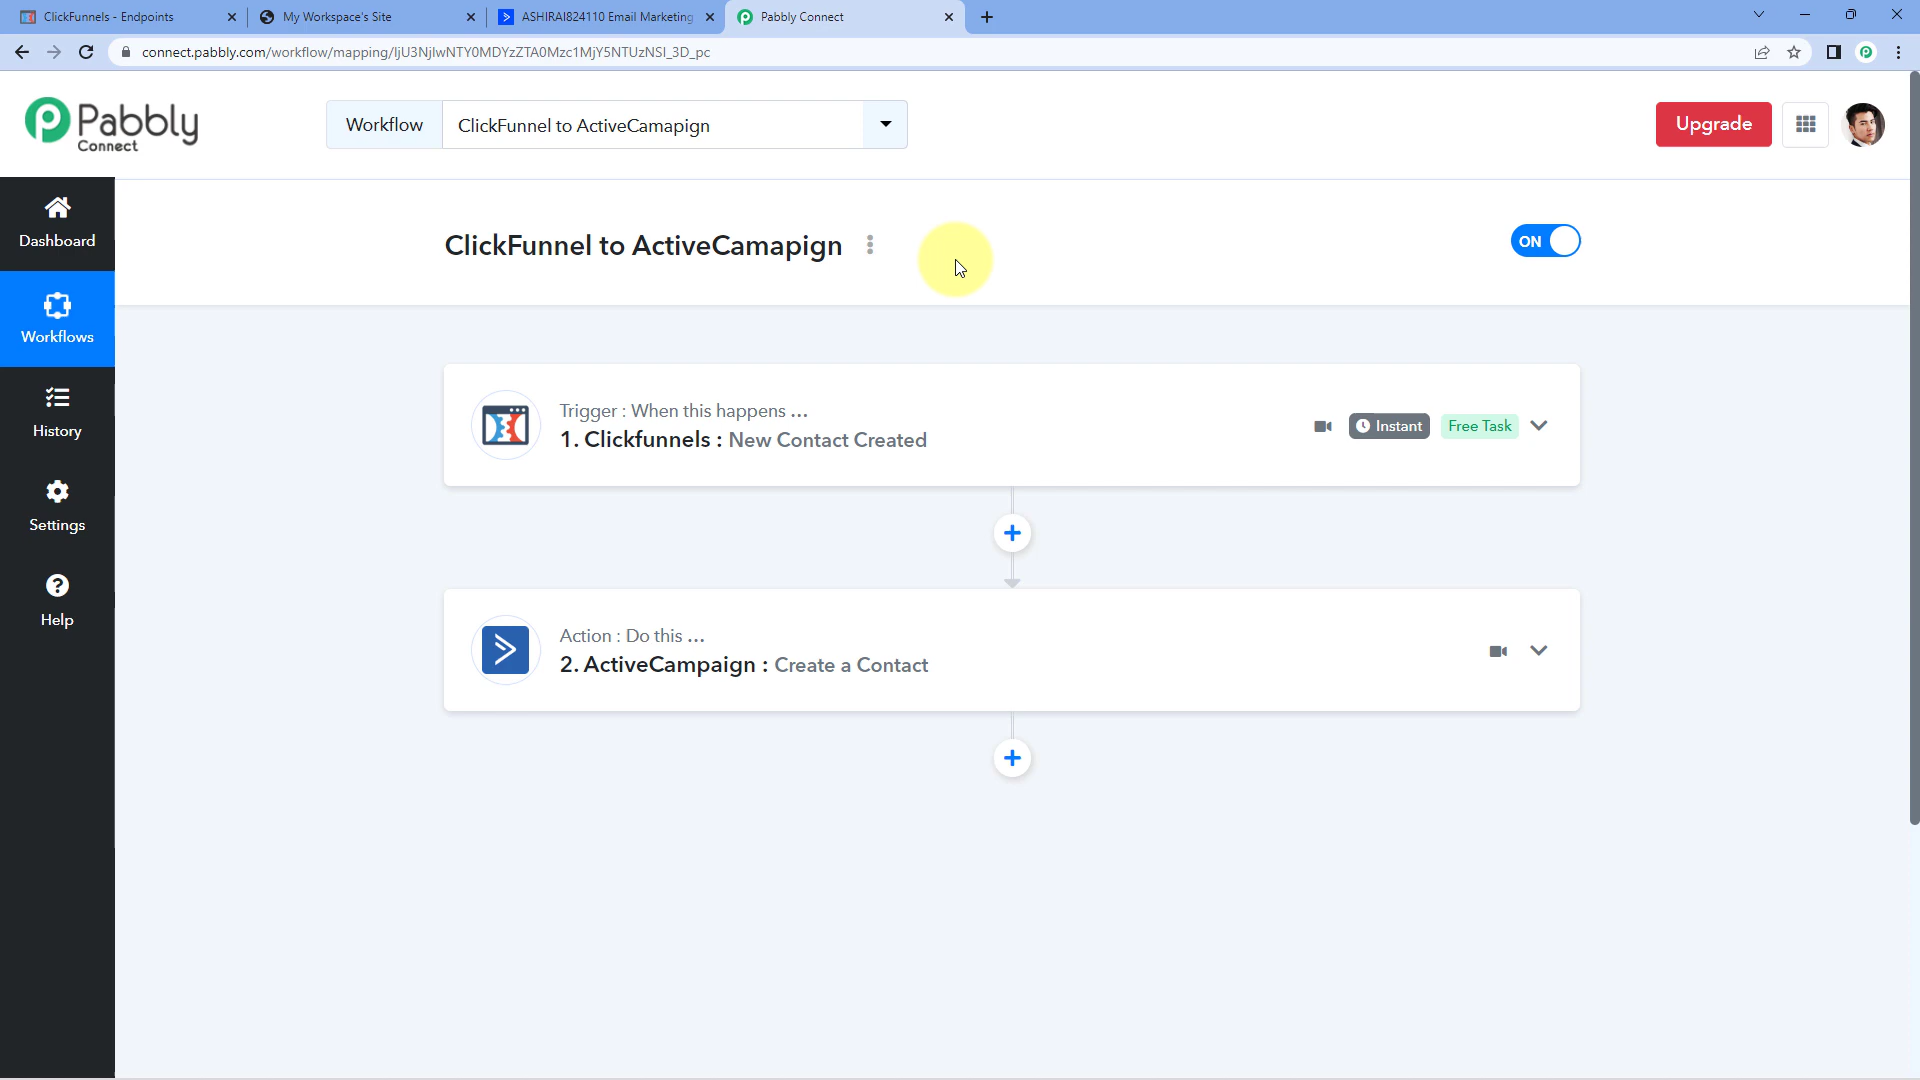 ClickFunnels - Endpoints
My Workspace's Site
ASHIRAI824110 Email Marketing
Pabbly Connect
connect.pabbly.com/workflow/mapping/IjU3NjIwNTY0MDYzZTA0Mzc1MjY5NTUzNSI_3D_pc
Pabbly
Connect
Workflow
ClickFunnel to ActiveCamapign
Upgrade
Dashboard
Workflows
History
Settings
Help
ClickFunnel to ActiveCamapign
ON
Trigger : When this happens ...
1. Clickfunnels : New Contact Created
Instant
Free Task
Action : Do this ...
2. ActiveCampaign : Create a Contact